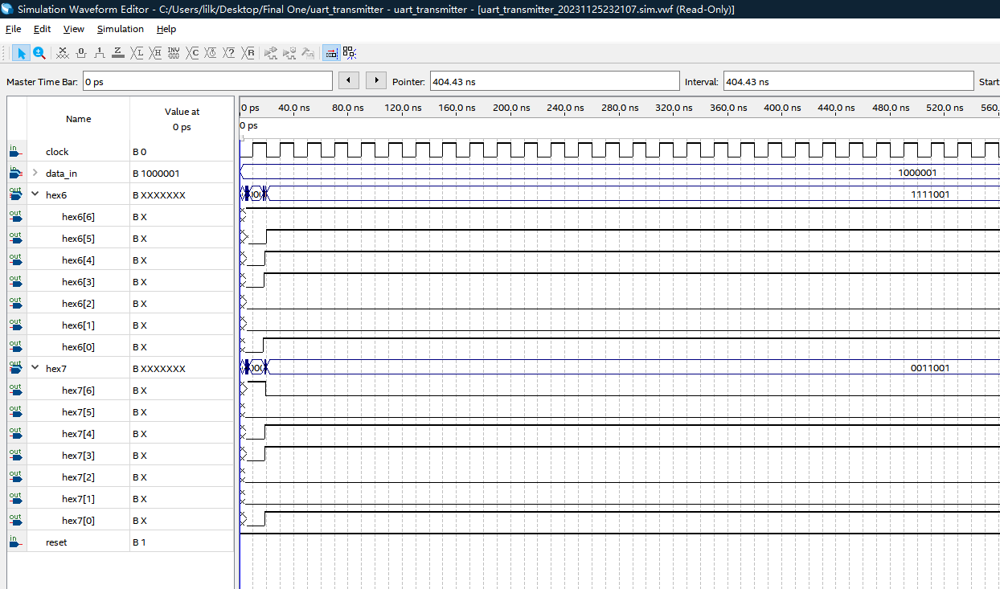 Simulation Waveform Editor - C:/Users/lilk/Desktop/Final One/uart_transmitter - uart_transmitter - [uart_transmitter_20231125232107.sim.vwf (Read-Only)]
File Edit View Simulation Help
Master Time Bar: 0 ps Pointer: 404.43 ns Interval: 404.43 ns Start
Name Value at 0 ps
0 ps 40.0 ns 80.0 ns 120.0 ns 160.0 ns 200.0 ns 240.0 ns 280.0 ns 320.0 ns 360.0 ns 400.0 ns 440.0 ns 480.0 ns 520.0 ns 560.
0 ps
in clock B 0
in data_in B 1000001 1000001
out hex6 B XXXXXXX 1111001
out hex6[6] B X
out hex6[5] B X
out hex6[4] B X
out hex6[3] B X
out hex6[2] B X
out hex6[1] B X
out hex6[0] B X
out hex7 B XXXXXXX 0011001
out hex7[6] B X
out hex7[5] B X
out hex7[4] B X
out hex7[3] B X
out hex7[2] B X
out hex7[1] B X
out hex7[0] B X
in reset B 1